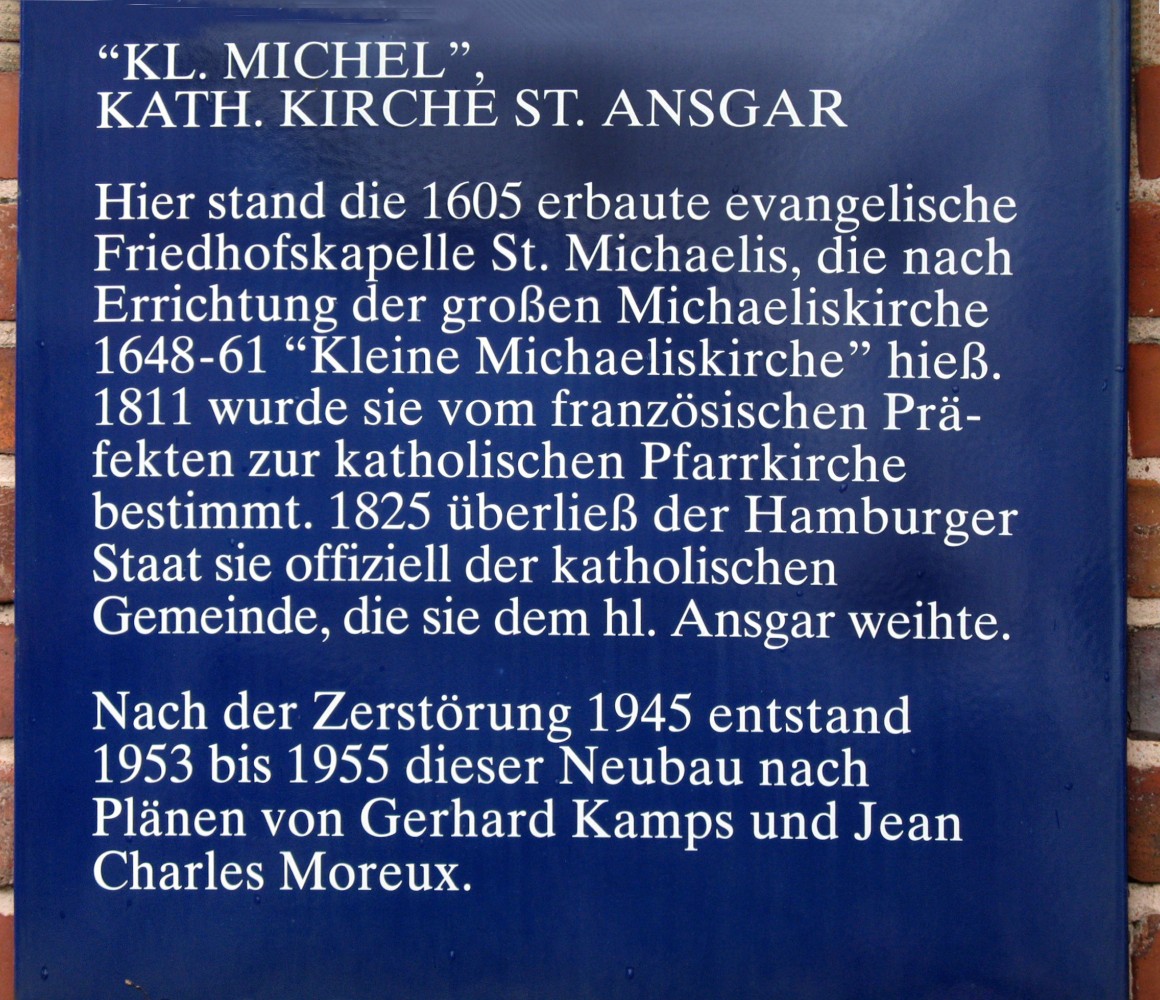 “KL. MICHEL”,
KATH. KIRCHE ST. ANSGAR
Hier stand die 1605 erbaute evangelische
Friedhofskapelle St. Michaelis, die nach
Errichtung der großen Michaeliskirche
1648-61 “Kleine Michaeliskirche” hieß.
1811 wurde sie vom französischen Prä-
fekten zur katholischen Pfarrkirche
bestimmt. 1825 überließ der Hamburger
Staat sie offiziell der katholischen
Gemeinde, die sie dem hl. Ansgar weihte.
Nach der Zerstörung 1945 entstand
1953 bis 1955 dieser Neubau nach
Plänen von Gerhard Kamps und Jean
Charles Moreux.